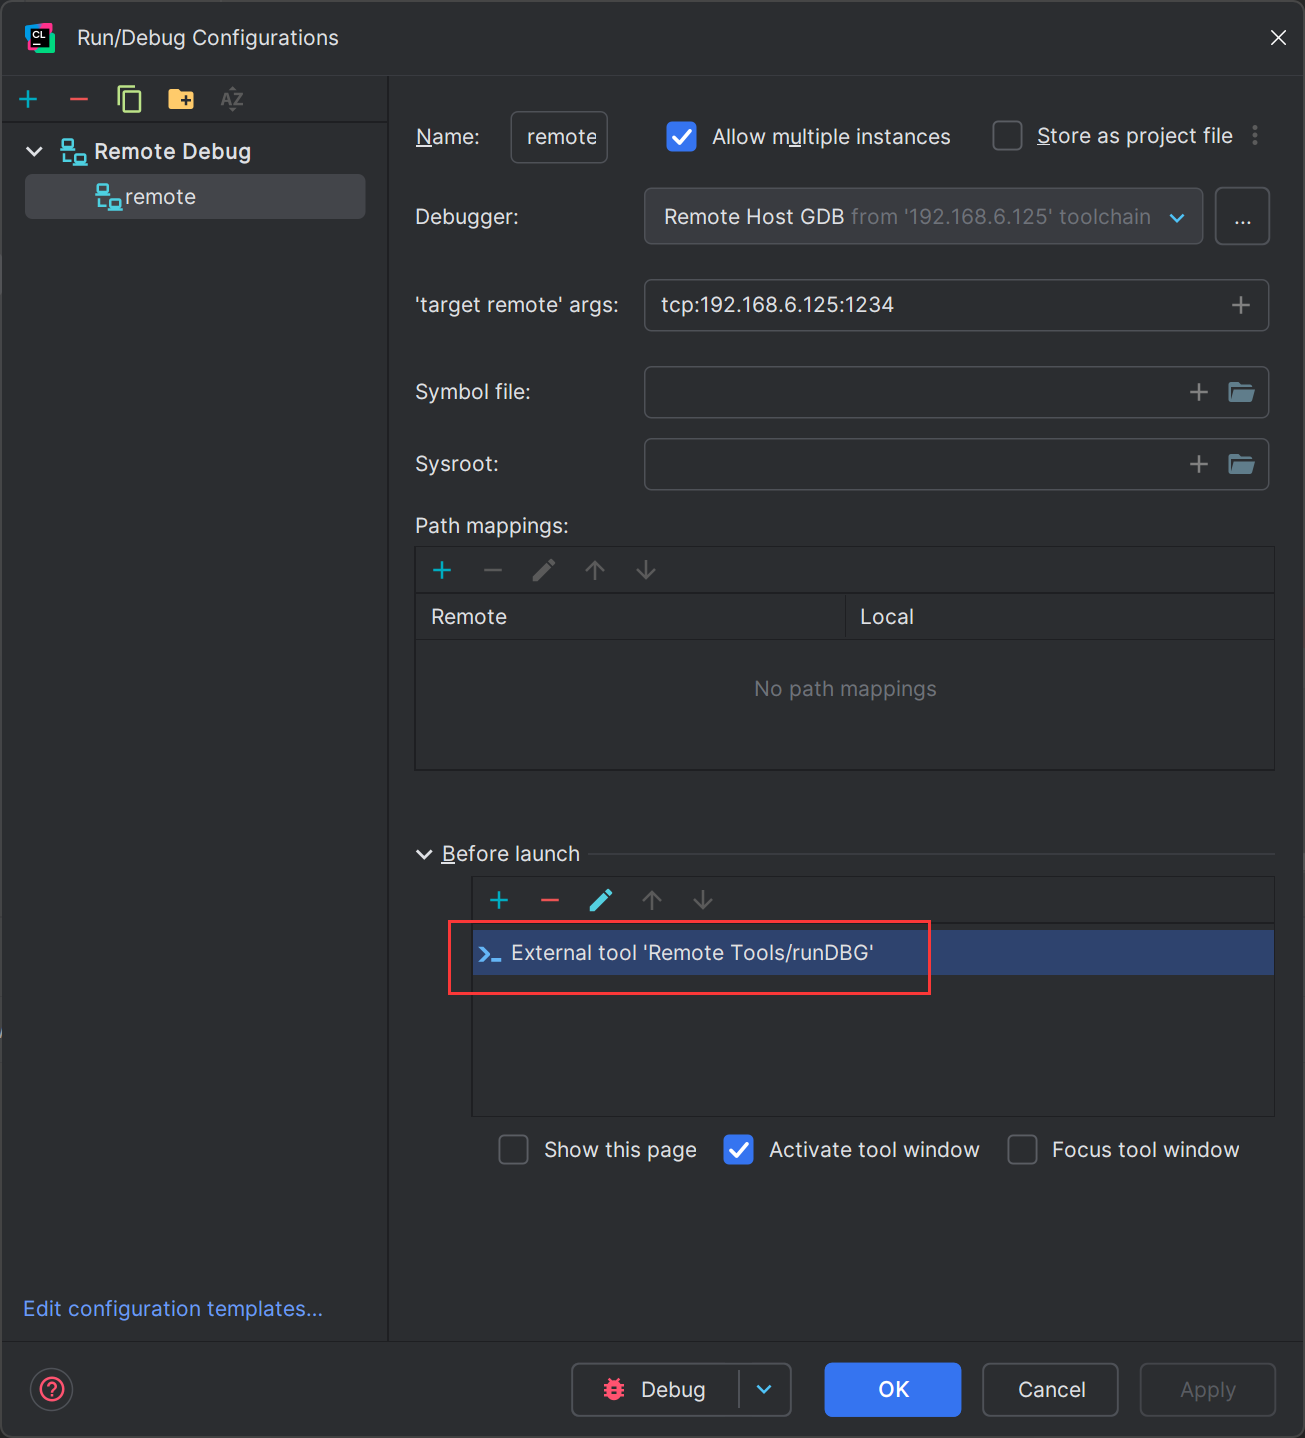 CL
Run/Debug Configurations
AZ
Remote Debug
remote
Name:
remote
Allow multiple instances
Store as project file
Debugger:
Remote Host GDB from '192.168.6.125' toolchain
...
'target remote' args:
tcp:192.168.6.125:1234
Symbol file:
Sysroot:
Path mappings:
Remote
Local
No path mappings
Before launch
External tool 'Remote Tools/runDBG'
Show this page
Activate tool window
Focus tool window
Edit configuration templates...
?
Debug
OK
Cancel
Apply